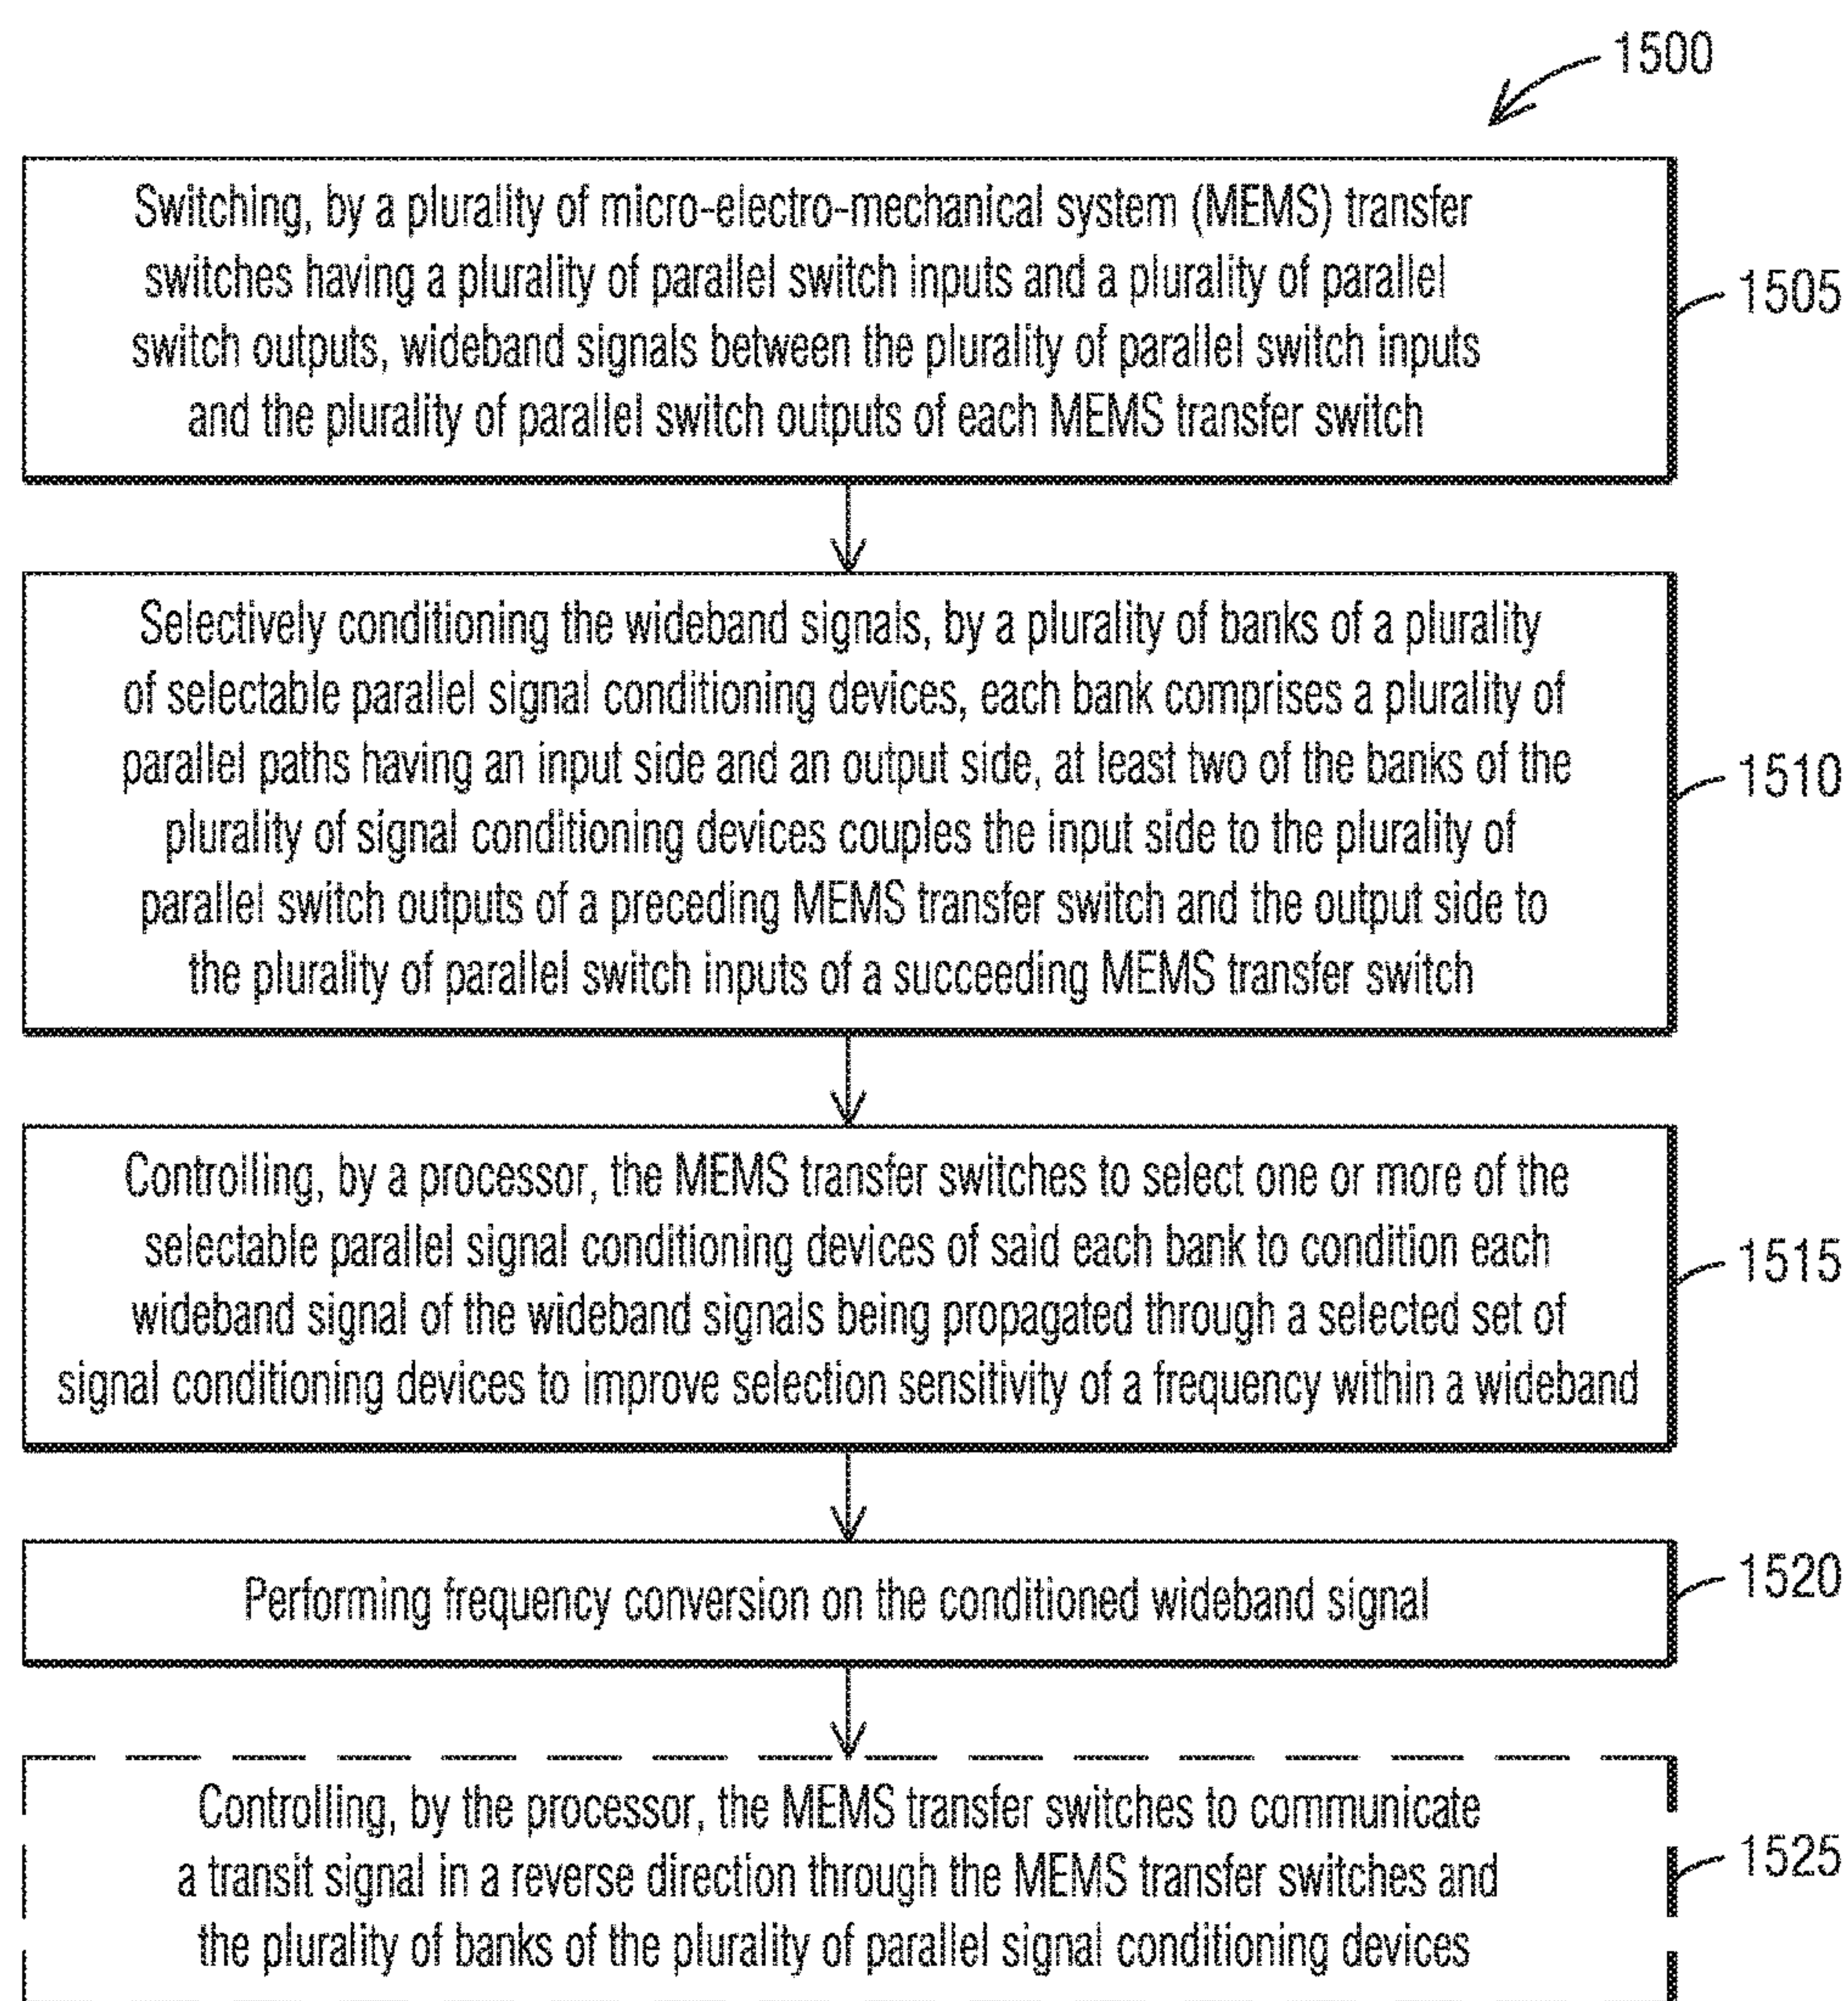 1500
Switching, by a plurality of micro-electro-mechanical system (MEMS) transfer
switches having a plurality of parallel switch inputs and a plurality of parallel
switch outputs, wideband signals between the plurality of parallel switch inputs
and the plurality of parallel switch outputs of each MEMS transfer switch
1505
Selectively conditioning the wideband signals, by a plurality of banks of a plurality
of selectable parallel signal conditioning devices, each bank comprises a plurality of
parallel paths having an input side and an output side, at least two of the banks of the
plurality of signal conditioning devices couples the input side to the plurality of
parallel switch outputs of a preceding MEMS transfer switch and the output side to
the plurality of parallel switch inputs of a succeeding MEMS transfer switch
1510
Controlling, by a processor, the MEMS transfer switches to select one or more of the
selectable parallel signal conditioning devices of said each bank to condition each
wideband signal of the wideband signals being propagated through a selected set of
signal conditioning devices to improve selection sensitivity of a frequency within a wideband
1515
Performing frequency conversion on the conditioned wideband signal
1520
Controlling, by the processor, the MEMS transfer switches to communicate
a transit signal in a reverse direction through the MEMS transfer switches and
the plurality of banks of the plurality of parallel signal conditioning devices
1525